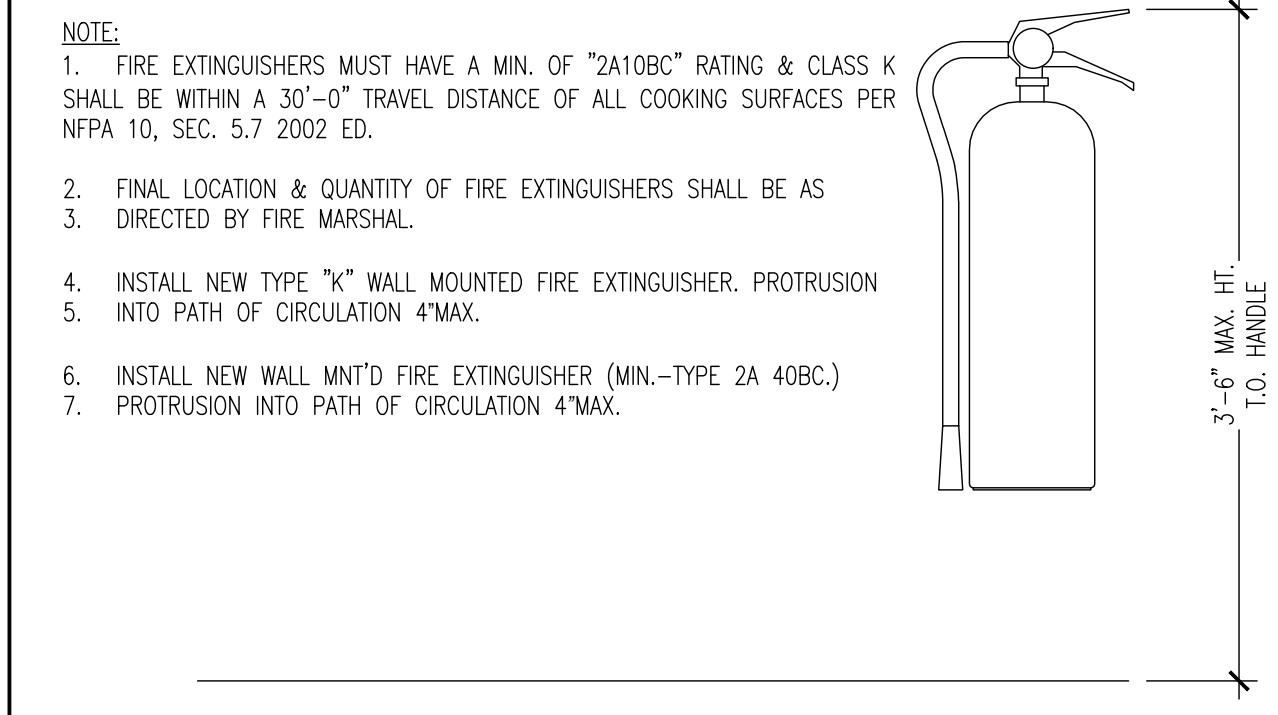 NOTE:
1. FIRE EXTINGUISHERS MUST HAVE A MIN. OF "2A10BC" RATING & CLASS K
SHALL BE WITHIN A 30'-0" TRAVEL DISTANCE OF ALL COOKING SURFACES PER
NFPA 10, SEC. 5.7 2002 ED.
2. FINAL LOCATION & QUANTITY OF FIRE EXTINGUISHERS SHALL BE AS
3. DIRECTED BY FIRE MARSHAL.
4. INSTALL NEW TYPE "K" WALL MOUNTED FIRE EXTINGUISHER. PROTRUSION
5. INTO PATH OF CIRCULATION 4"MAX.
6. INSTALL NEW WALL MNT'D FIRE EXTINGUISHER (MIN.-TYPE 2A 40BC.)
7. PROTRUSION INTO PATH OF CIRCULATION 4"MAX.
3'-6" MAX. HT.
T.O. HANDLE